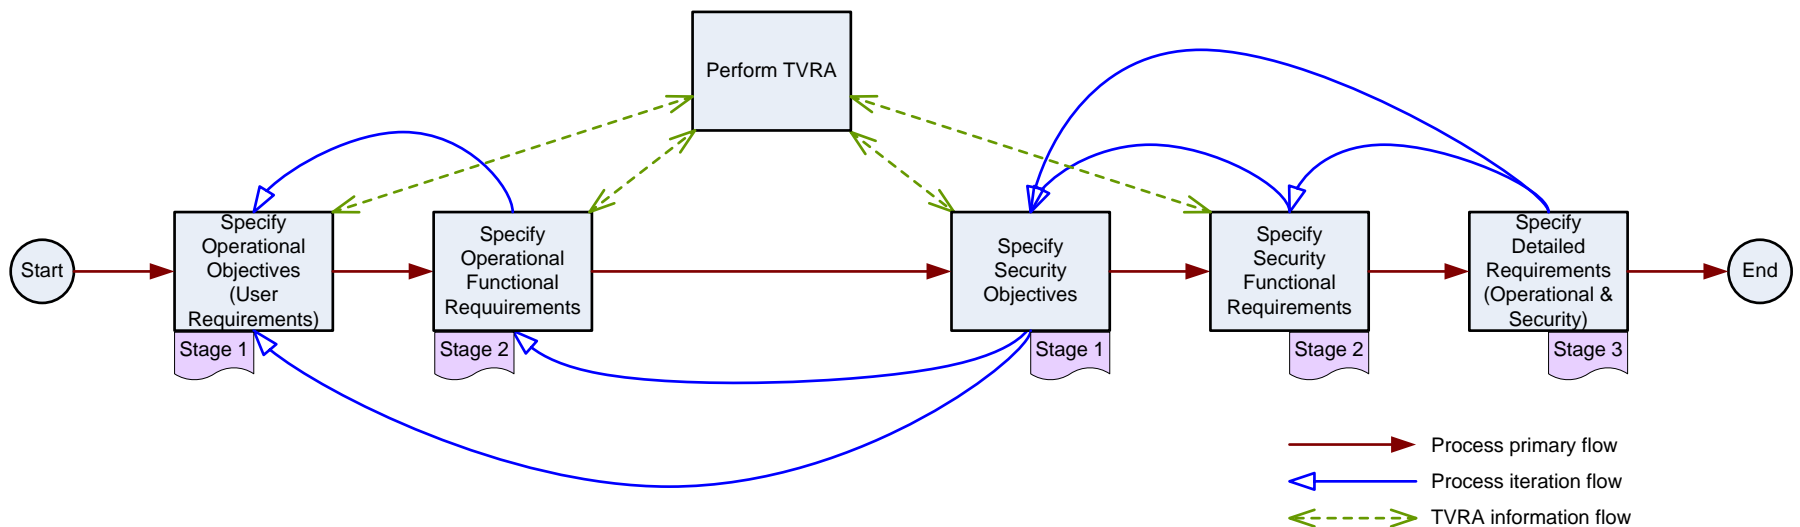 Perform TVRA
Start
Specify
Operational
Objectives
(User
Requirements)
Stage 1
Specify
Operational
Functional
Requuirements
Stage 2
Specify
Security
Objectives
Stage 1
Specify
Security
Functional
Requirements
Stage 2
Specify
Detailed
Requirements
(Operational &
Security)
Stage 3
End
Process primary flow
Process iteration flow
TVRA information flow